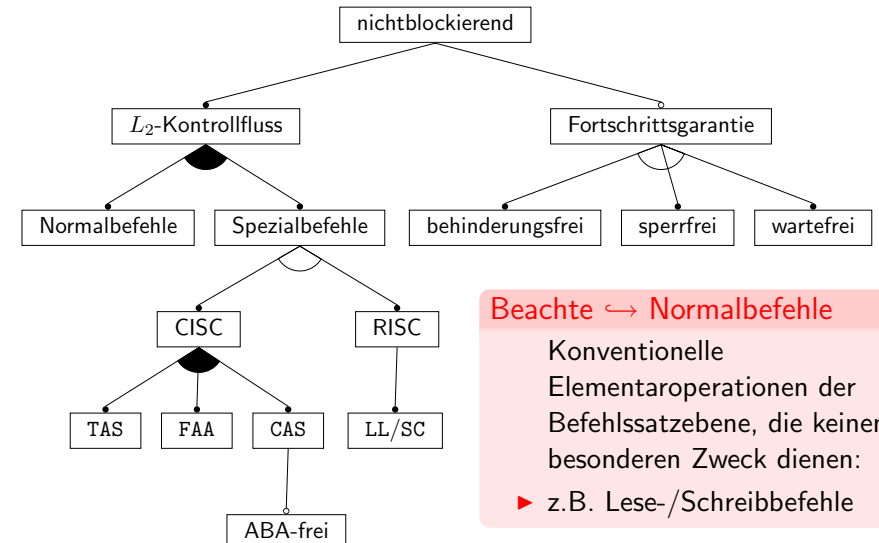 nichtblockierend
L₂-Kontrollfluss Fortschrittsgarantie
Normalbefehle Spezialbefehle behinderungsfrei sperrfrei wartefrei
CISC RISC
TAS FAA CAS LL/SC
ABA-frei
Beachte ↪ Normalbefehle
Konventionelle
Elementaroperationen der
Befehlssatzebene, die keinen
besonderen Zweck dienen:
▶ z.B. Lese-/Schreibbefehle